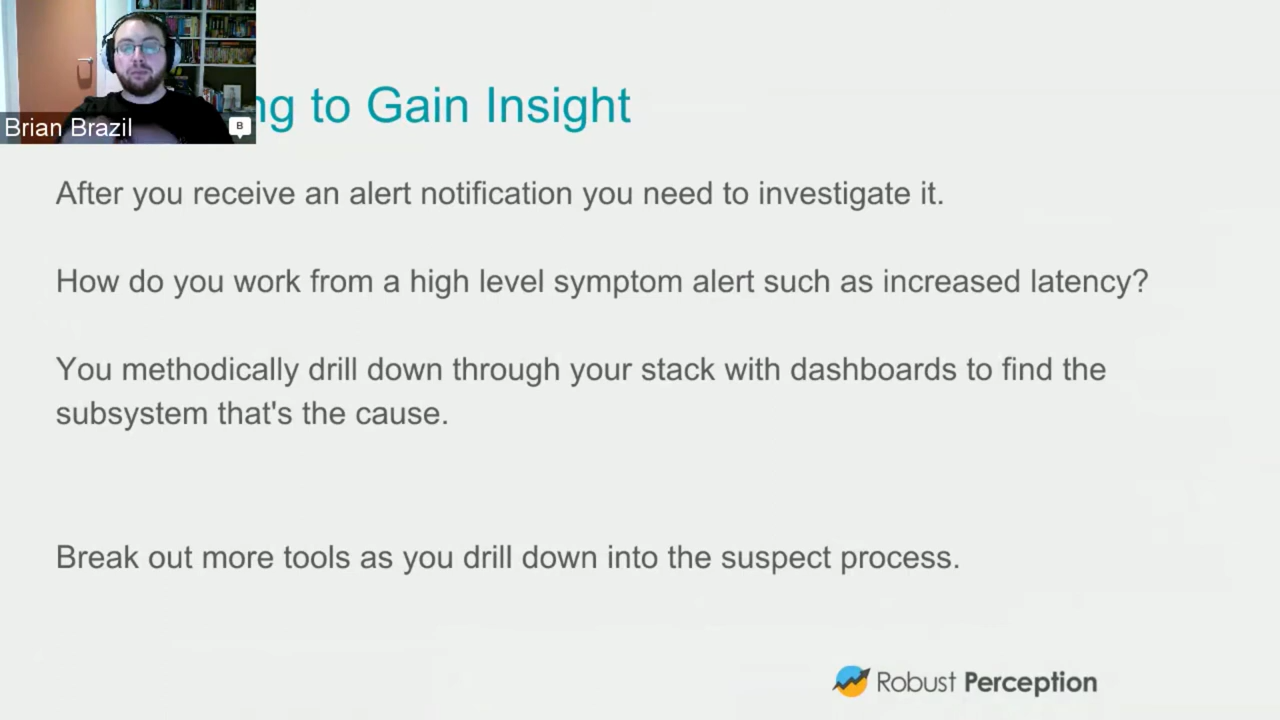 ng to Gain Insight
Brian Brazil
B
After you receive an alert notification you need to investigate it.
How do you work from a high level symptom alert such as increased latency?
You methodically drill down through your stack with dashboards to find the
subsystem that's the cause.
Break out more tools as you drill down into the suspect process.
Robust Perception